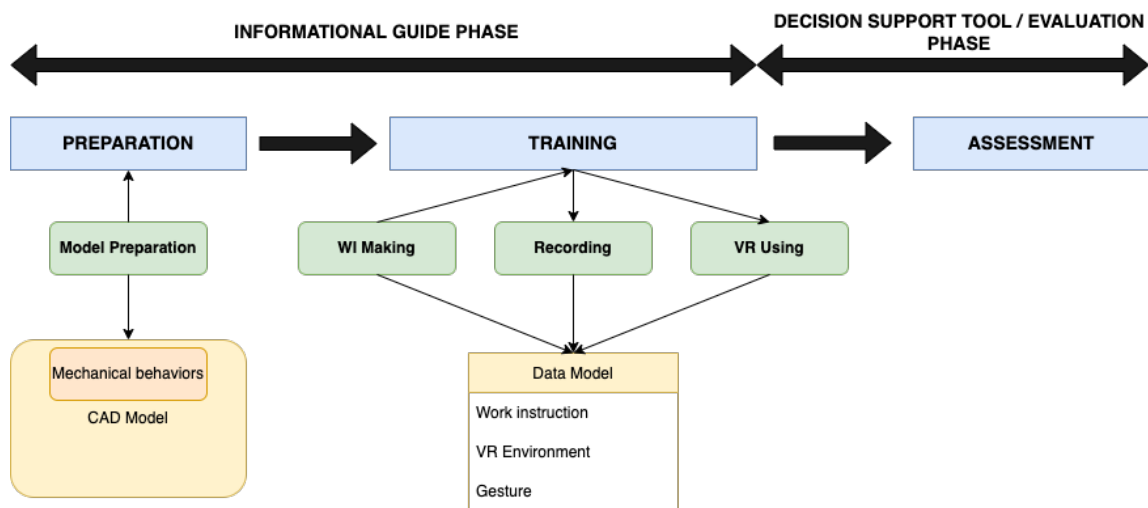 INFORMATIONAL GUIDE PHASE
DECISION SUPPORT TOOL / EVALUATION
PHASE
PREPARATION
TRAINING
ASSESSMENT
Model Preparation
WI Making
Recording
VR Using
Mechanical behaviors
CAD Model
Data Model
Work instruction
VR Environment
Gesture